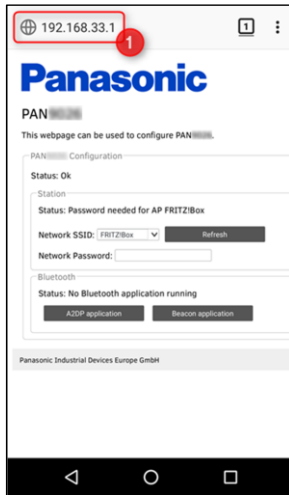 192.168.33.1
1
1
Panasonic
PAN
This webpage can be used to configure PAN
PAN Configuration
Status: Ok
Station
Status: Password needed for AP FRITZ!Box
Network SSID: FRITZ!Box Refresh
Network Password:
Bluetooth
Status: No Bluetooth application running
A2DP application Beacon application
Panasonic Industrial Devices Europe GmbH